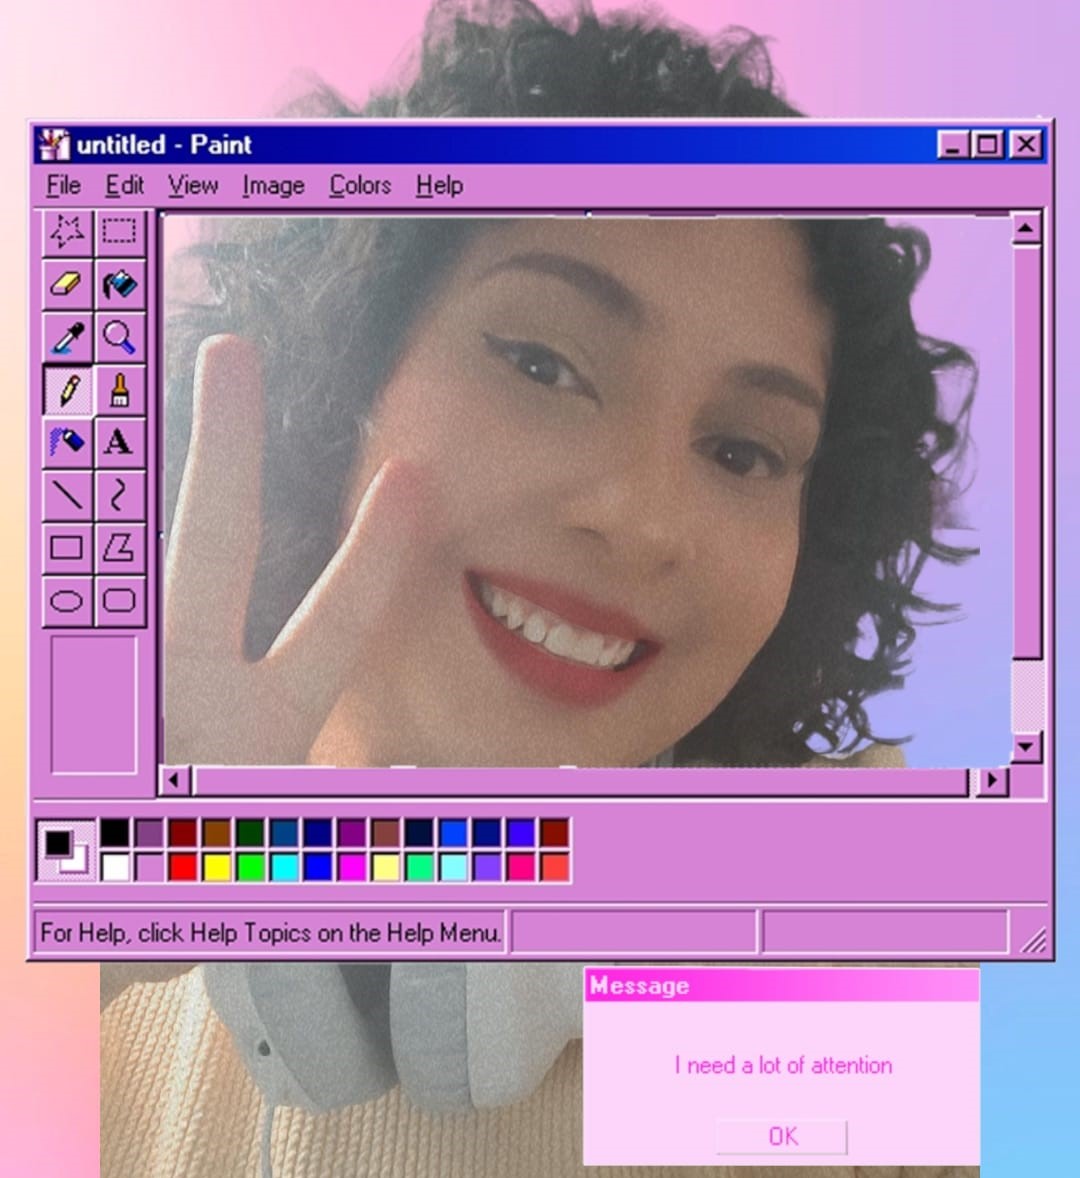 untitled - Paint
File Edit View Image Colors Help
A
For Help, click Help Topics on the Help Menu.
Message
I need a lot of attention
OK